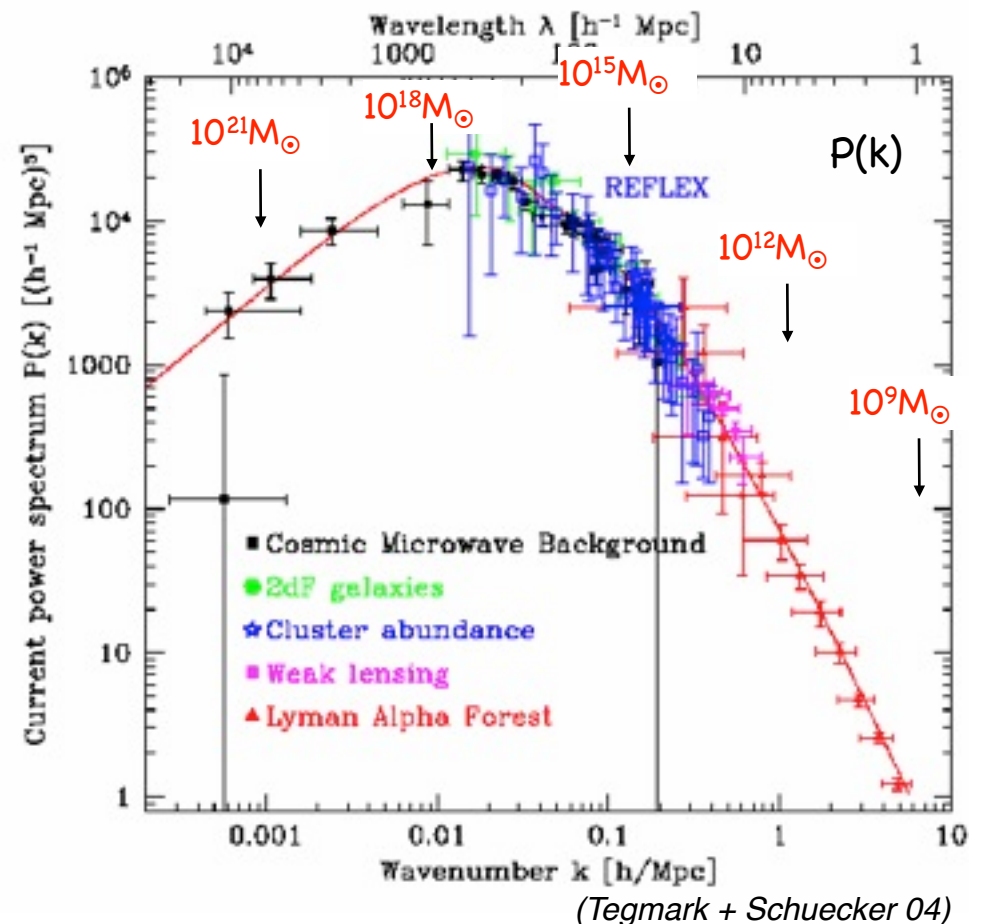 Wavelength λ [h⁻¹ Mpc]
10⁴ 1000 10 1
10¹⁵M☉
10¹⁸M☉
10²¹M☉
P(k)
REFLEX
10¹²M☉
10⁹M☉
Current power spectrum P(k) [(h⁻¹ Mpc)³]
10⁶
10⁴
1000
100
10
1
Cosmic Microwave Background
2dF galaxies
Cluster abundance
Weak lensing
Lyman Alpha Forest
0.001 0.01 0.1 1 10
Wavenumber k [h/Mpc]
(Tegmark + Schuecker 04)